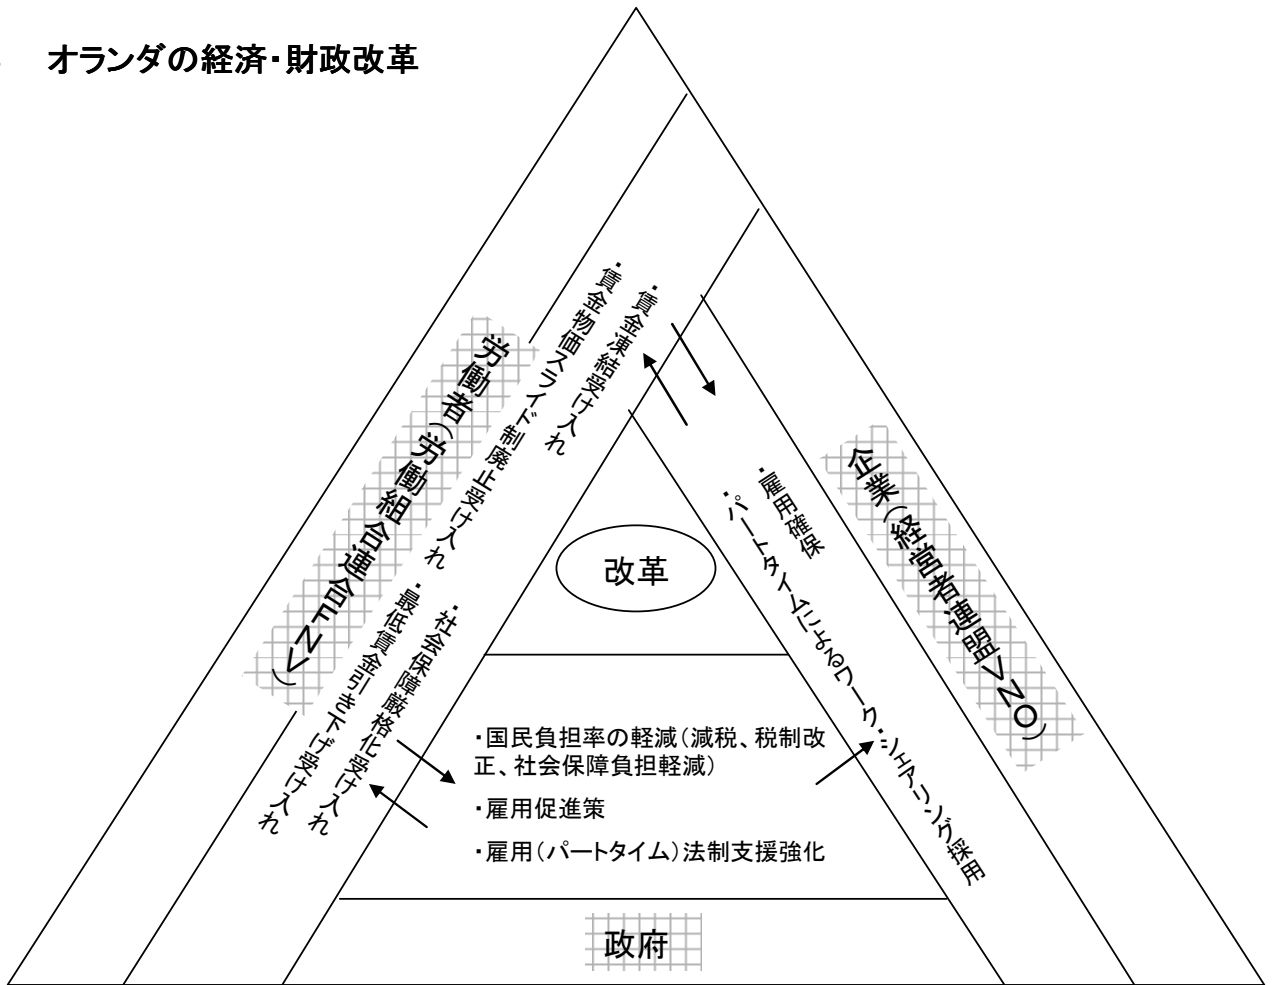 オランダの経済・財政改革
労働者(労働組合連合FNV)
・賃金物価スライド制廃止受け入れ
・賃金凍結受け入れ
・最低賃金引き下げ受け入れ
・社会保障厳格化受け入れ
企業(経営者連盟VNO)
・雇用確保
・パートタイムによるワーク・シェアリング採用
改革
・国民負担率の軽減(減税、税制改
正、社会保障負担軽減)
・雇用促進策
・雇用(パートタイム)法制支援強化
政府